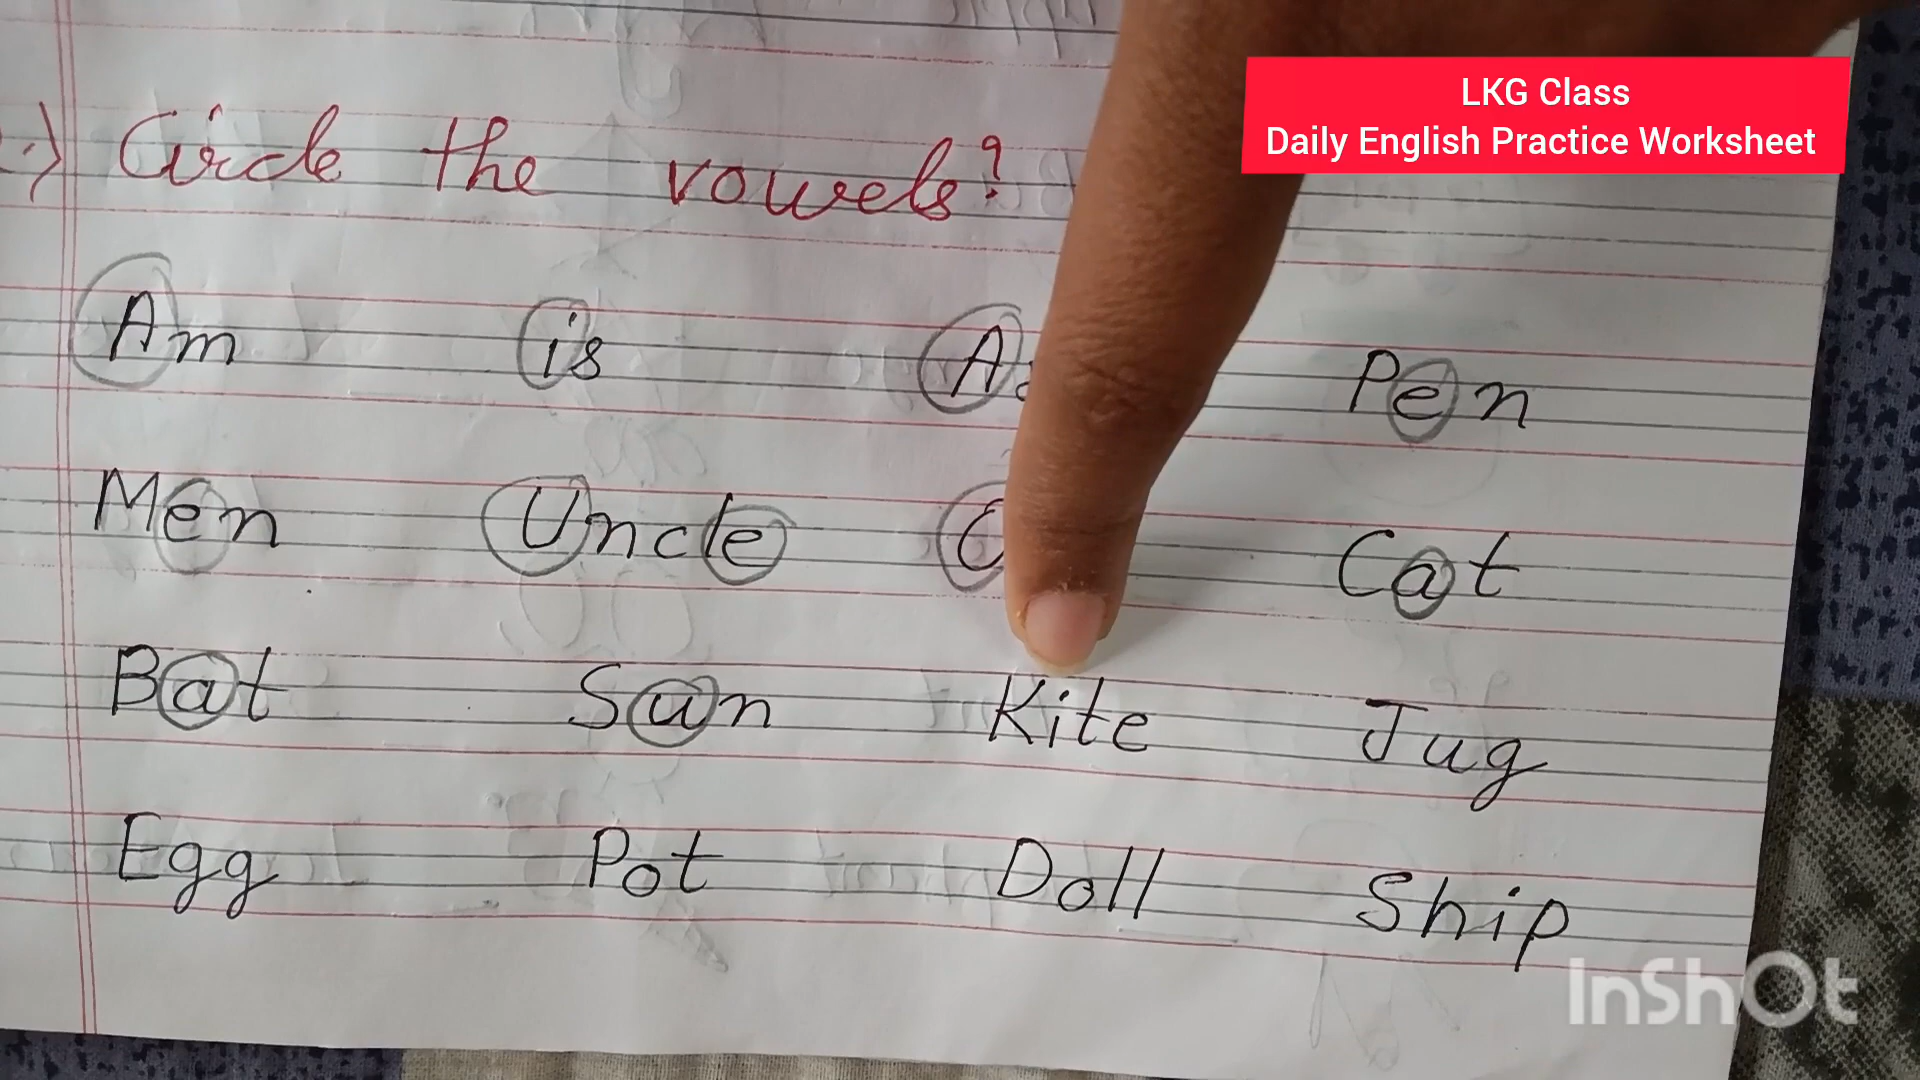 LKG Class
Daily English Practice Worksheet
Circle the vowels?
Am is Pen
Men Uncle Cat
Bat Sun Kite Jug
Egg Pot Doll Ship
InShOt